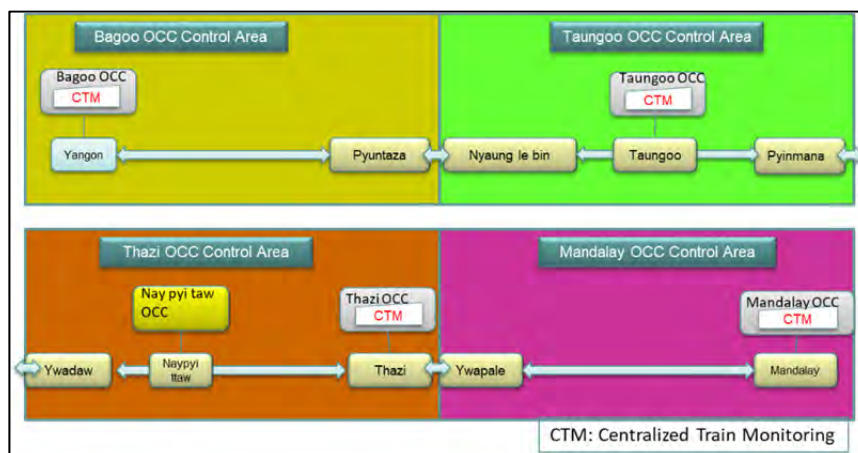 Bagoo OCC Control Area
Taungoo OCC Control Area
Bagoo OCC
CTM
Taungoo OCC
CTM
Yangon
Pyuntaza
Nyaung le bin
Taungoo
Pyinmana
Thazi OCC Control Area
Mandalay OCC Control Area
Nay pyi taw
OCC
Thazi OCC
CTM
Mandalay OCC
CTM
Ywadaw
Naypyi
ttaw
Thazi
Ywapale
Mandalay
CTM: Centralized Train Monitoring